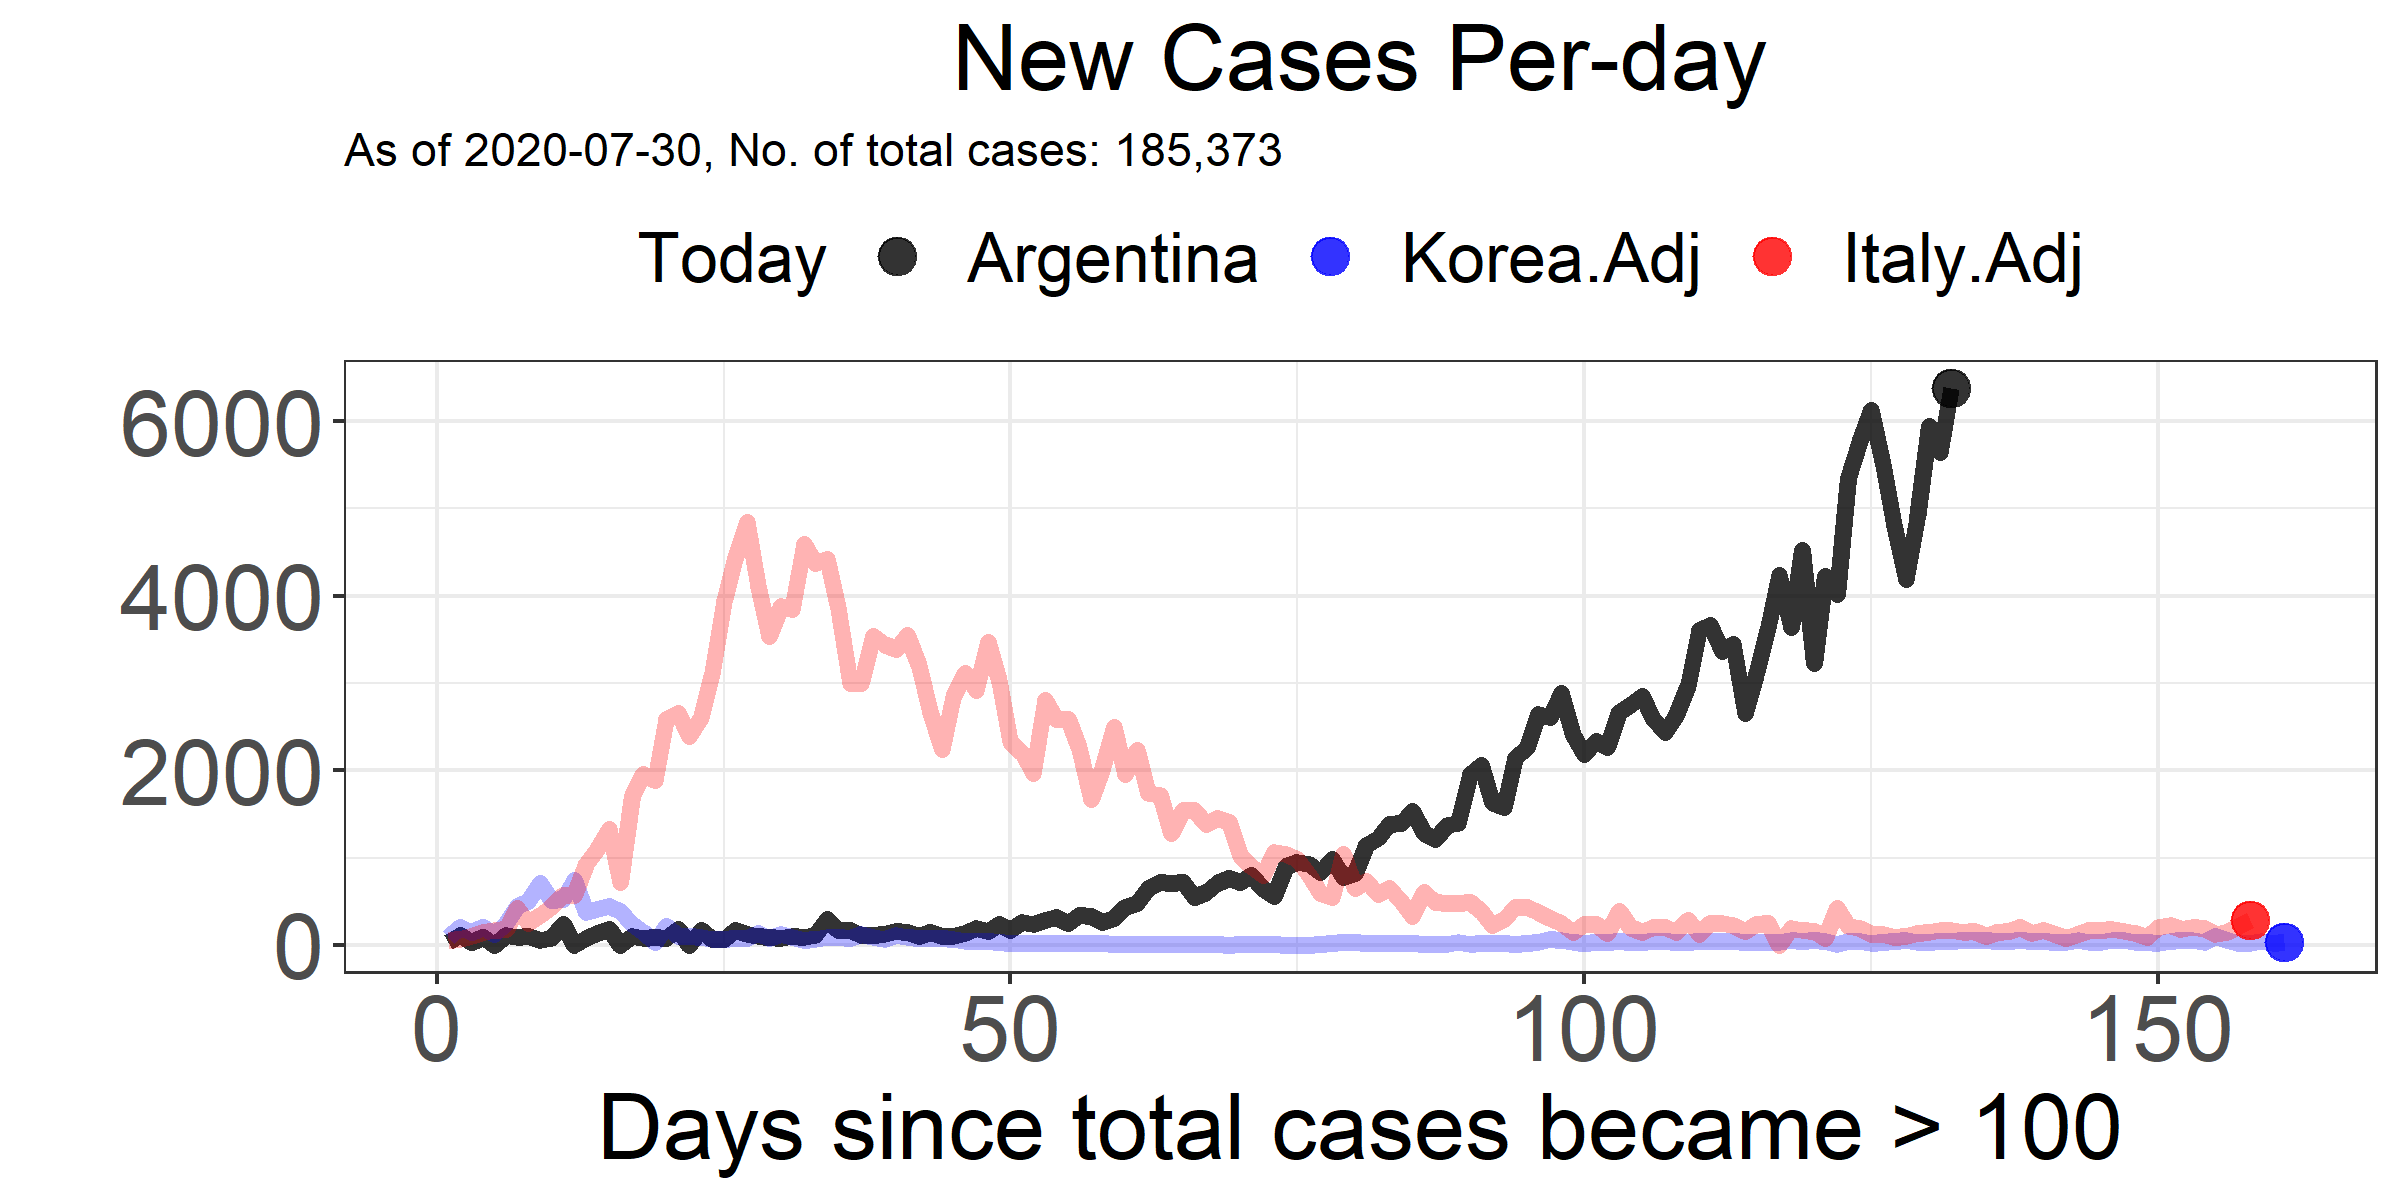 New Cases Per-day
As of 2020-07-30, No. of total cases: 185,373
Today Argentina Korea.Adj Italy.Adj
6000
4000
2000
0
0 50 100 150
Days since total cases became > 100